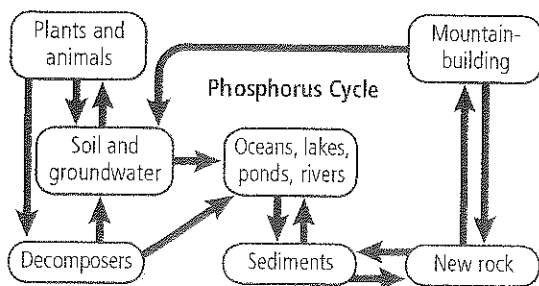 Plants and
animals
Mountain-
building
Phosphorus Cycle
Soil and
groundwater
Oceans, lakes,
ponds, rivers
Decomposers
Sediments
New rock